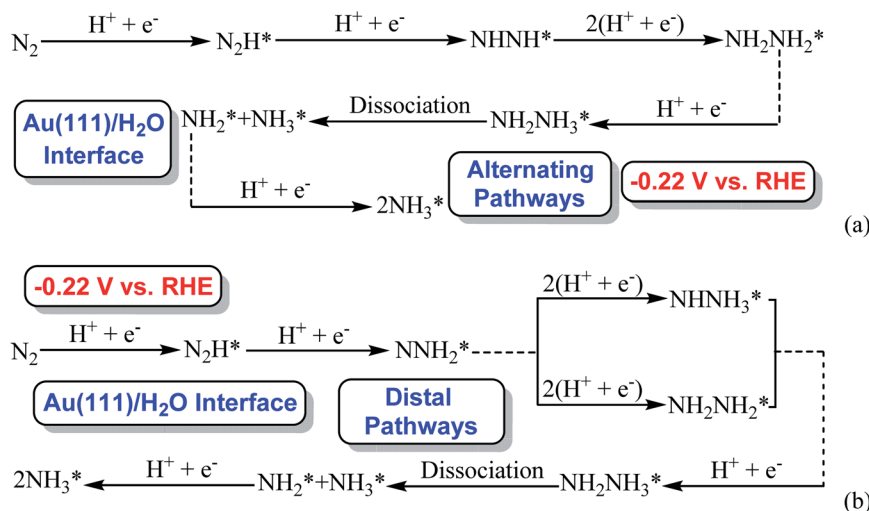 H⁺ + e⁻ H⁺ + e⁻ 2(H⁺ + e⁻)
N₂ N₂H* NHNH* NH₂NH₂*
Au(111)/H₂O
Interface
NH₂*+NH₃* Dissociation NH₂NH₃* H⁺ + e⁻
H⁺ + e⁻ 2NH₃*
Alternating
Pathways
-0.22 V vs. RHE
(a)
-0.22 V vs. RHE
2(H⁺ + e⁻) NHNH₃*
H⁺ + e⁻ H⁺ + e⁻
N₂ N₂H* NNH₂*
2(H⁺ + e⁻) NH₂NH₂*
Au(111)/H₂O Interface
Distal
Pathways
2NH₃* H⁺ + e⁻ NH₂*+NH₃* Dissociation NH₂NH₃* H⁺ + e⁻
(b)